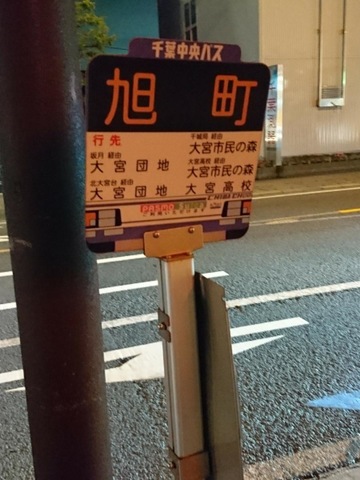 千葉中央バス
旭町
行先
坂月 経由
大宮団地
北大宮台 経由
大宮団地
千城局 経由
大宮市民の森
大宮高校 経由
大宮市民の森
大宮高校